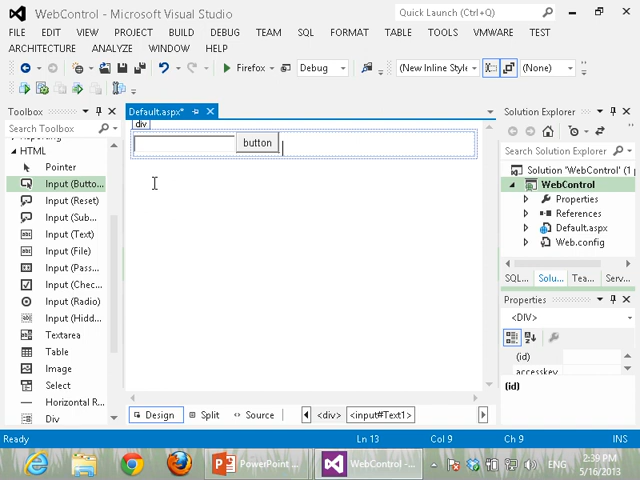 WebControl - Microsoft Visual Studio
Quick Launch (Ctrl+Q)
FILE EDIT VIEW PROJECT BUILD DEBUG TEAM FORMAT TABLE TOOLS VMWARE TEST
ARCHITECTURE ANALYZE WINDOW HELP
Firefox Debug (New Inline Style (None)
Toolbox
Default.aspx*
Solution Explorer
Search Toolbox
div
HTML
button
Search Solution Explorer
Pointer
Solution 'WebControl' (1 p
Input (Butto...
WebControl
Input (Reset)
Properties
Input (Sub...
References
Input (Text)
Default.aspx
Input (File)
Web.config
Input (Pass...
SQL... Solu... Tea... Serv...
Input (Chec...
Input (Radio)
Properties
Input (Hidd...
<DIV>
Textarea
Table
(id)
Image
accesskey
Select
(id)
Horizontal R...
Div
Design Split Source <div> <input#Text1>
Ready Ln 13 Col 9 Ch 9 INS
PowerPoint ...
WebControl -...
ENG
2:39 PM
5/16/2013